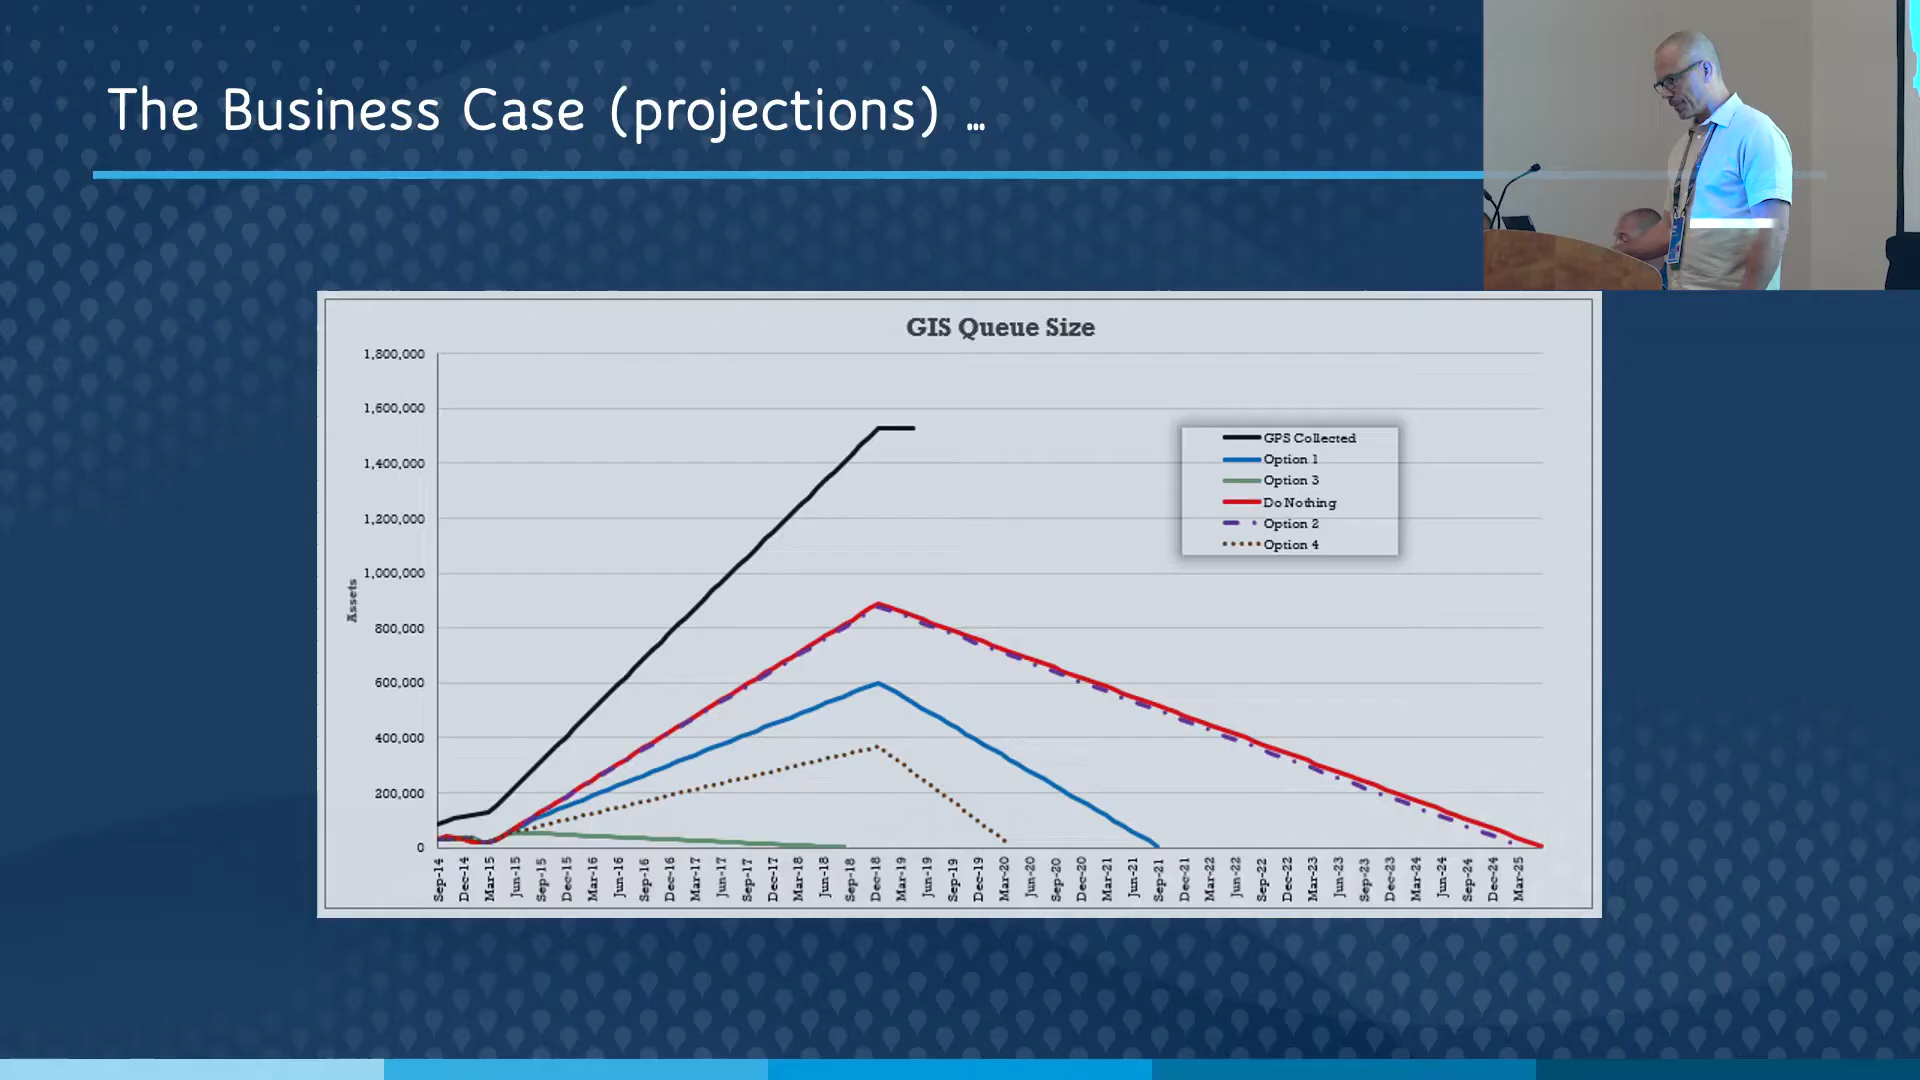 The Business Case (projections) …
GIS Queue Size
1,800,000
1,600,000
1,400,000
1,200,000
1,000,000
800,000
600,000
400,000
200,000
0
Assets
GPS Collected
Option 1
Option 3
Do Nothing
Option 2
Option 4
Sep-14
Dec-14
Mar-15
Jun-15
Sep-15
Dec-15
Mar-16
Jun-16
Sep-16
Dec-16
Mar-17
Jun-17
Sep-17
Dec-17
Mar-18
Jun-18
Sep-18
Dec-18
Mar-19
Jun-19
Sep-19
Dec-19
Mar-20
Jun-20
Sep-20
Dec-20
Mar-21
Jun-21
Sep-21
Dec-21
Mar-22
Jun-22
Sep-22
Dec-22
Mar-23
Jun-23
Sep-23
Dec-23
Mar-24
Jun-24
Sep-24
Dec-24
Mar-25